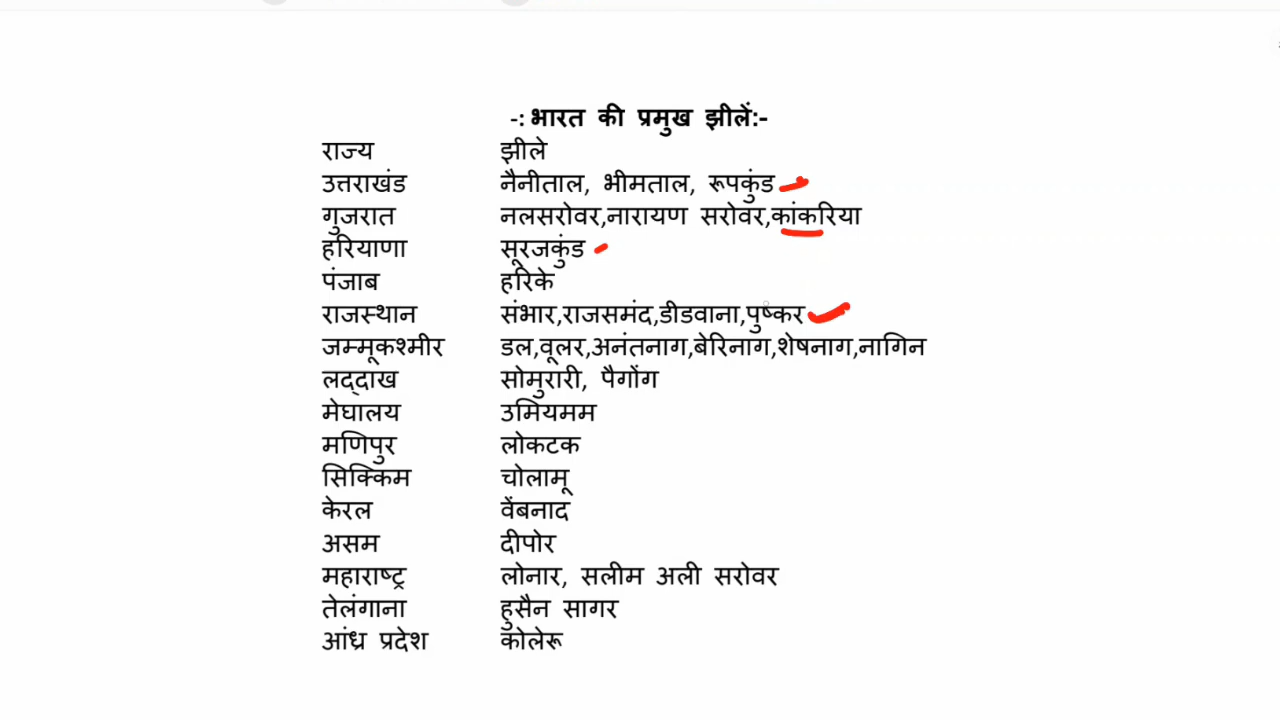 -: भारत की प्रमुख झीलें:-
राज्य झीले
उत्तराखंड नैनीताल, भीमताल, रूपकुंड
गुजरात नलसरोवर,नारायण सरोवर,कांकरिया
हरियाणा सूरजकुंड
पंजाब हरिके
राजस्थान संभार,राजसमंद,डीडवाना,पुष्कर
जम्मूकश्मीर डल,वूलर,अनंतनाग,बेरिनाग,शेषनाग,नागिन
लद्दाख सोमुरारी, पैगोंग
मेघालय उमियमम
मणिपुर लोकटक
सिक्किम चोलामू
केरल वेंबनाद
असम दीपोर
महाराष्ट्र लोनार, सलीम अली सरोवर
तेलंगाना हुसैन सागर
आंध्र प्रदेश कोलेरू